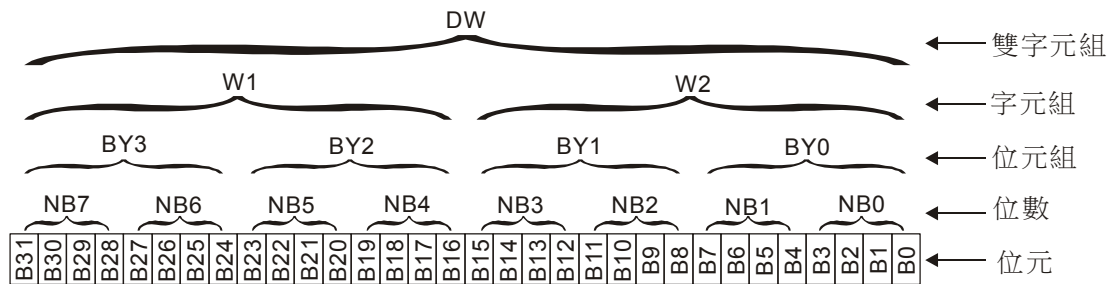 DW
雙字元組
W1 W2
字元組
BY3 BY2 BY1 BY0
位元組
NB7 NB6 NB5 NB4 NB3 NB2 NB1 NB0
位數
B31 B30 B29 B28 B27 B26 B25 B24 B23 B22 B21 B20 B19 B18 B17 B16 B15 B14 B13 B12 B11 B10 B9 B8 B7 B6 B5 B4 B3 B2 B1 B0
位元